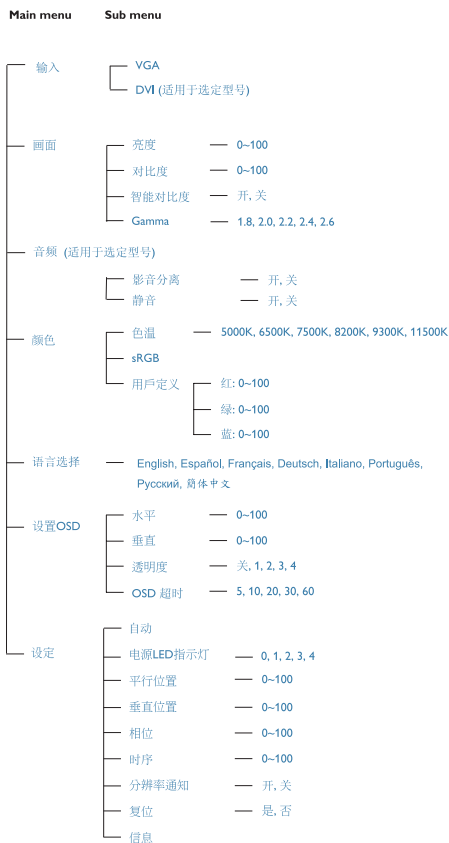 Main menu Sub menu
输入 VGA
DVI (适用于选定型号)
画面 亮度 0~100
对比度 0~100
智能对比度 开, 关
Gamma 1.8, 2.0, 2.2, 2.4, 2.6
音频 (适用于选定型号)
影音分离 开, 关
静音 开, 关
颜色 色温 5000K, 6500K, 7500K, 8200K, 9300K, 11500K
sRGB
用戶定义 红: 0~100
绿: 0~100
蓝: 0~100
语言选择 English, Español, Français, Deutsch, Italiano, Português,
Русский, 簡体中文
设置OSD 水平 0~100
垂直 0~100
透明度 关, 1, 2, 3, 4
OSD 超时 5, 10, 20, 30, 60
设定 自动
电源LED指示灯 0, 1, 2, 3, 4
平行位置 0~100
垂直位置 0~100
相位 0~100
时序 0~100
分辨率通知 开, 关
复位 是, 否
信息